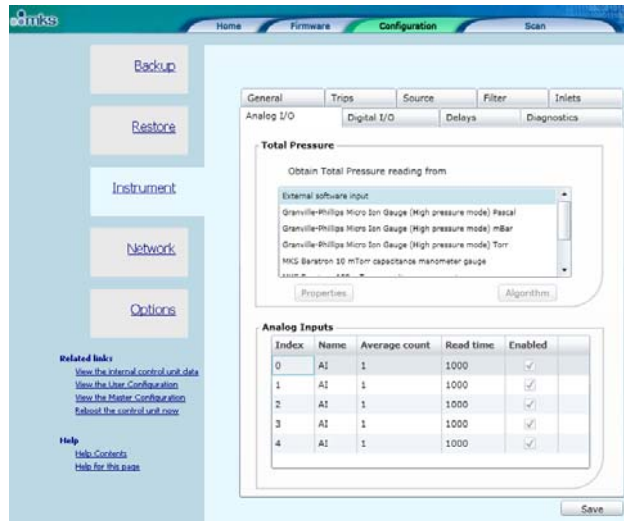 mks
Home Firmware Configuration Scan
Backup
Restore
Instrument
Network
Options
Related links
View the internal control unit data
View the User Configuration
View the Master Configuration
Reboot the control unit now
Help
Help Contents
Help for this page
General Trips Source Filter Inlets
Analog I/O Digital I/O Delays Diagnostics
Total Pressure
Obtain Total Pressure reading from
External software input
Granville-Phillips Micro Ion Gauge (High pressure mode) Pascal
Granville-Phillips Micro Ion Gauge (High pressure mode) mBar
Granville-Phillips Micro Ion Gauge (High pressure mode) Torr
MKS Baratron 10 mTorr capacitance manometer gauge
Properties Algorithm
Analog Inputs
Index Name Average count Read time Enabled
0 AI 1 1000
1 AI 1 1000
2 AI 1 1000
3 AI 1 1000
4 AI 1 1000
Save